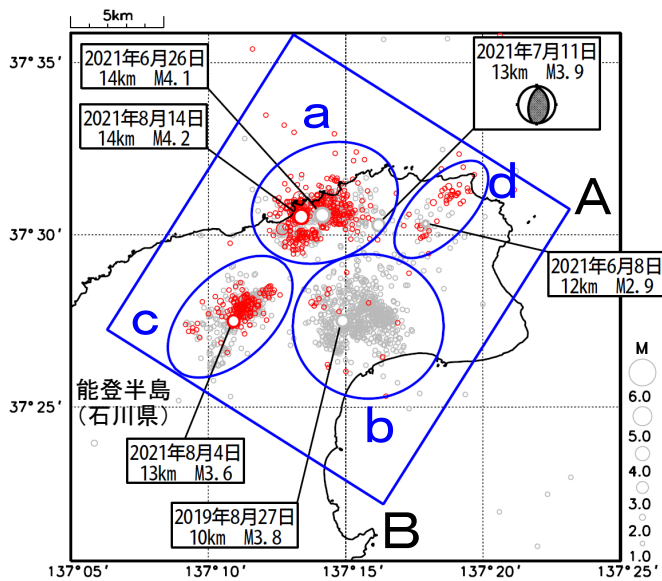 5km
37°35′
2021年6月26日
14km M4.1
2021年8月14日
14km M4.2
2021年7月11日
13km M3.9
a
d
A
37°30′
2021年6月8日
12km M2.9
c
M
6.0
5.0
4.0
3.0
2.0
1.0
能登半島
(石川県)
37°25′
b
2021年8月4日
13km M3.6
2019年8月27日
10km M3.8
B
137°05′
137°10′
137°15′
137°20′
137°25′